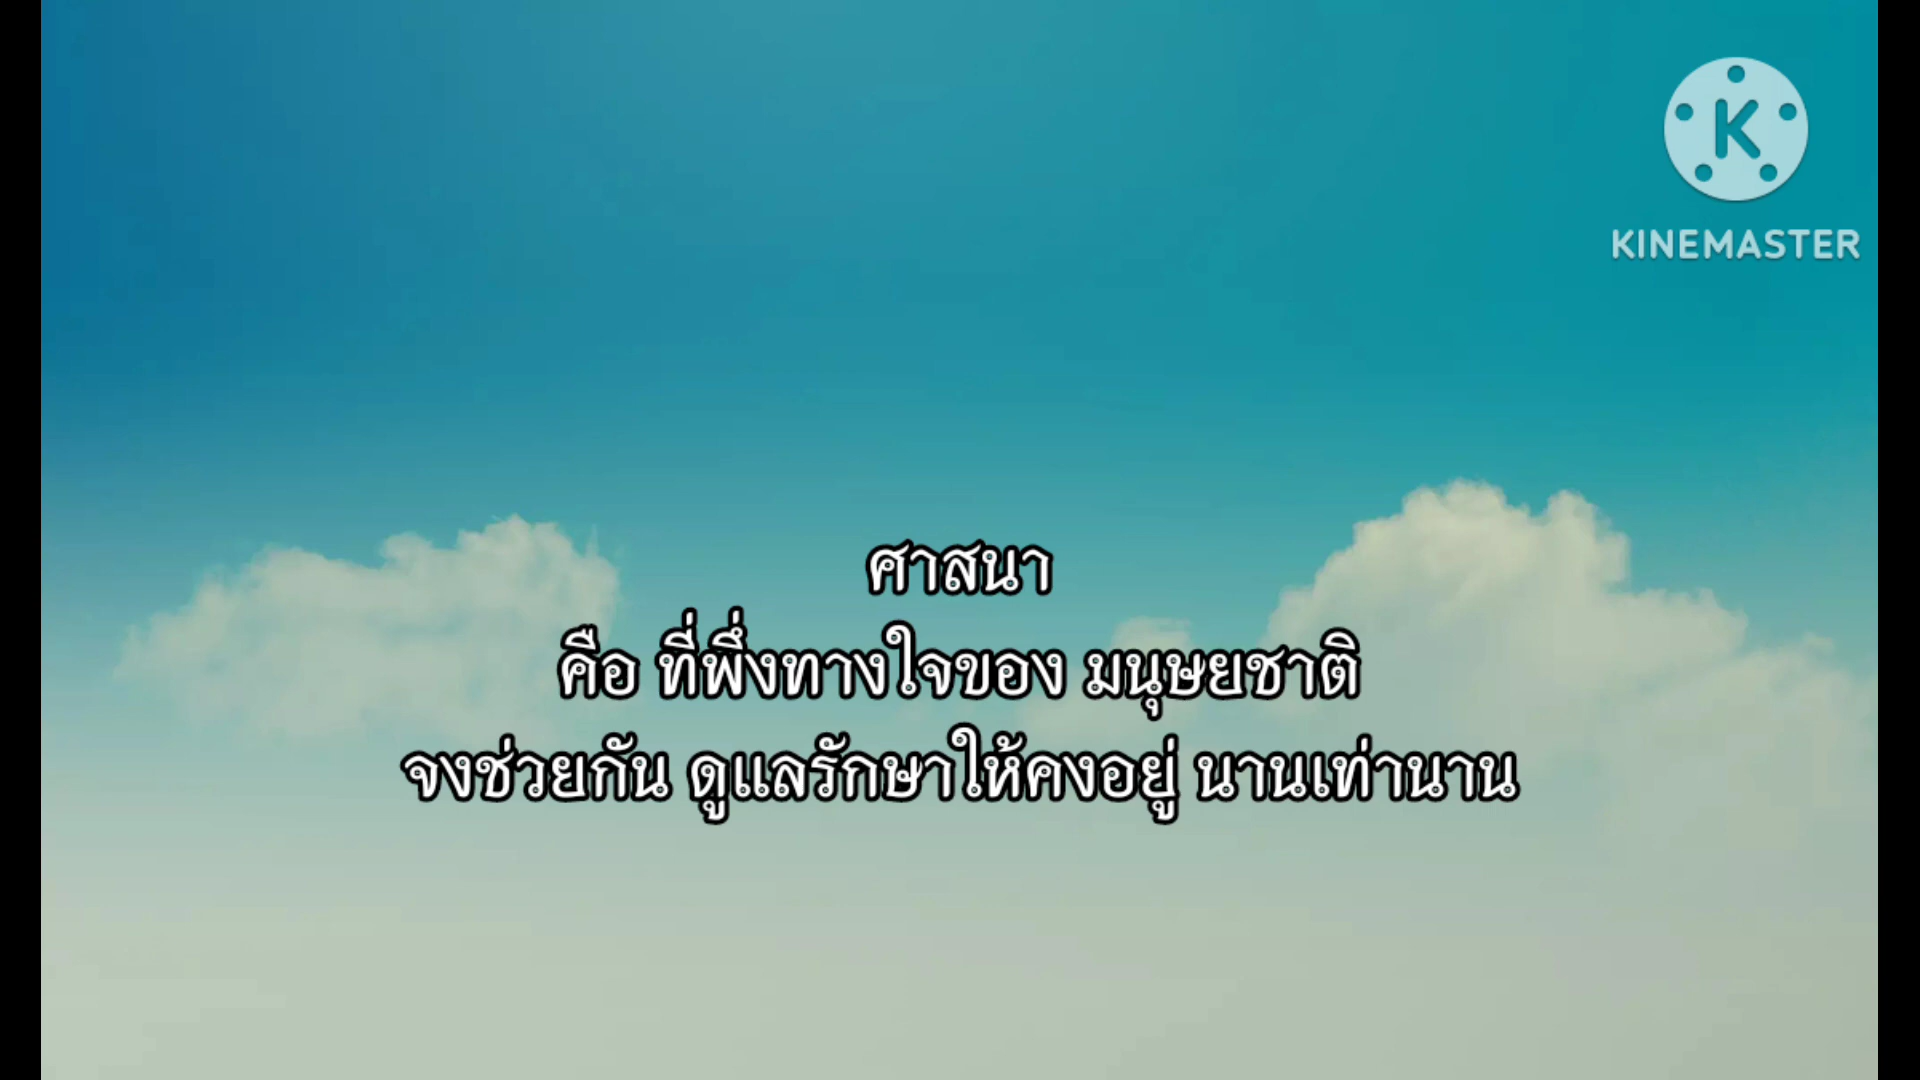 KINEMASTER
ศาสนา
คือ ที่พึ่งทางใจของ มนุษยชาติ
จงช่วยกัน ดูแลรักษาให้คงอยู่ นานเท่านาน